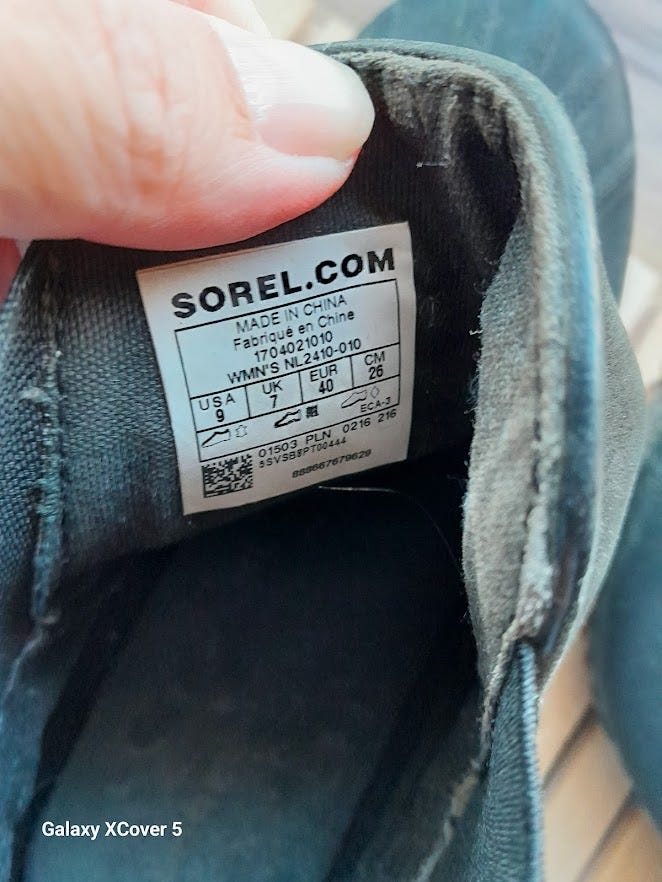 SOREL.COM
MADE IN CHINA
Fabriqué en Chine
1704021010
WMN'S NL2410-010
USA UK EUR CM
9 7 40 26
ECA-3
01503 PLN 0216 216
5SVSB8PT00444
888667679629
Galaxy XCover 5